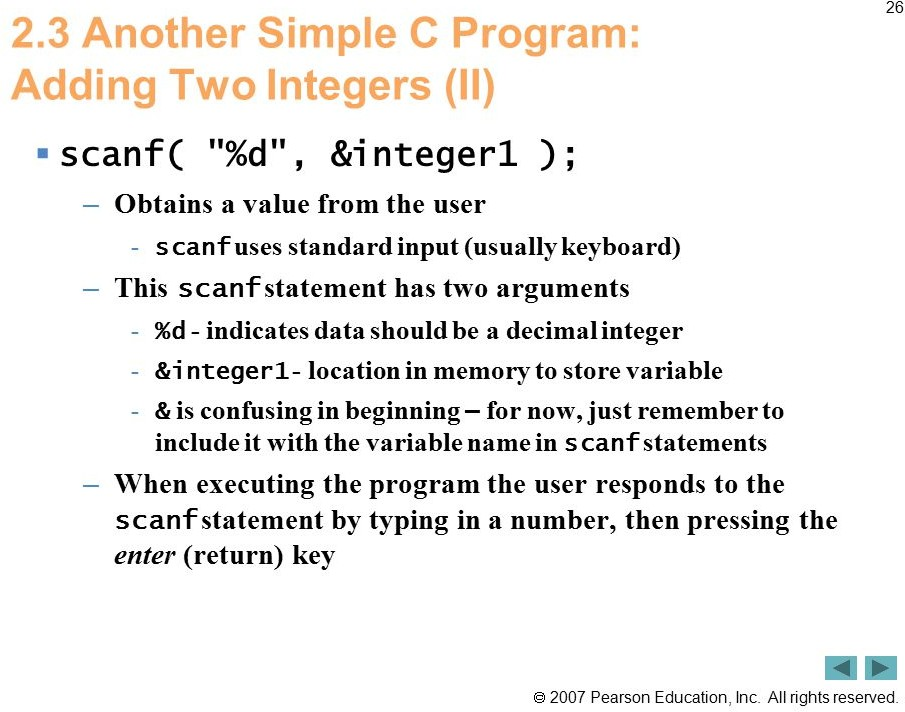 26
2.3 Another Simple C Program:
Adding Two Integers (II)
▪ scanf( "%d", &integer1 );
– Obtains a value from the user
- scanf uses standard input (usually keyboard)
– This scanf statement has two arguments
- %d - indicates data should be a decimal integer
- &integer1 - location in memory to store variable
- & is confusing in beginning – for now, just remember to
include it with the variable name in scanf statements
– When executing the program the user responds to the
scanf statement by typing in a number, then pressing the
enter (return) key
© 2007 Pearson Education, Inc. All rights reserved.